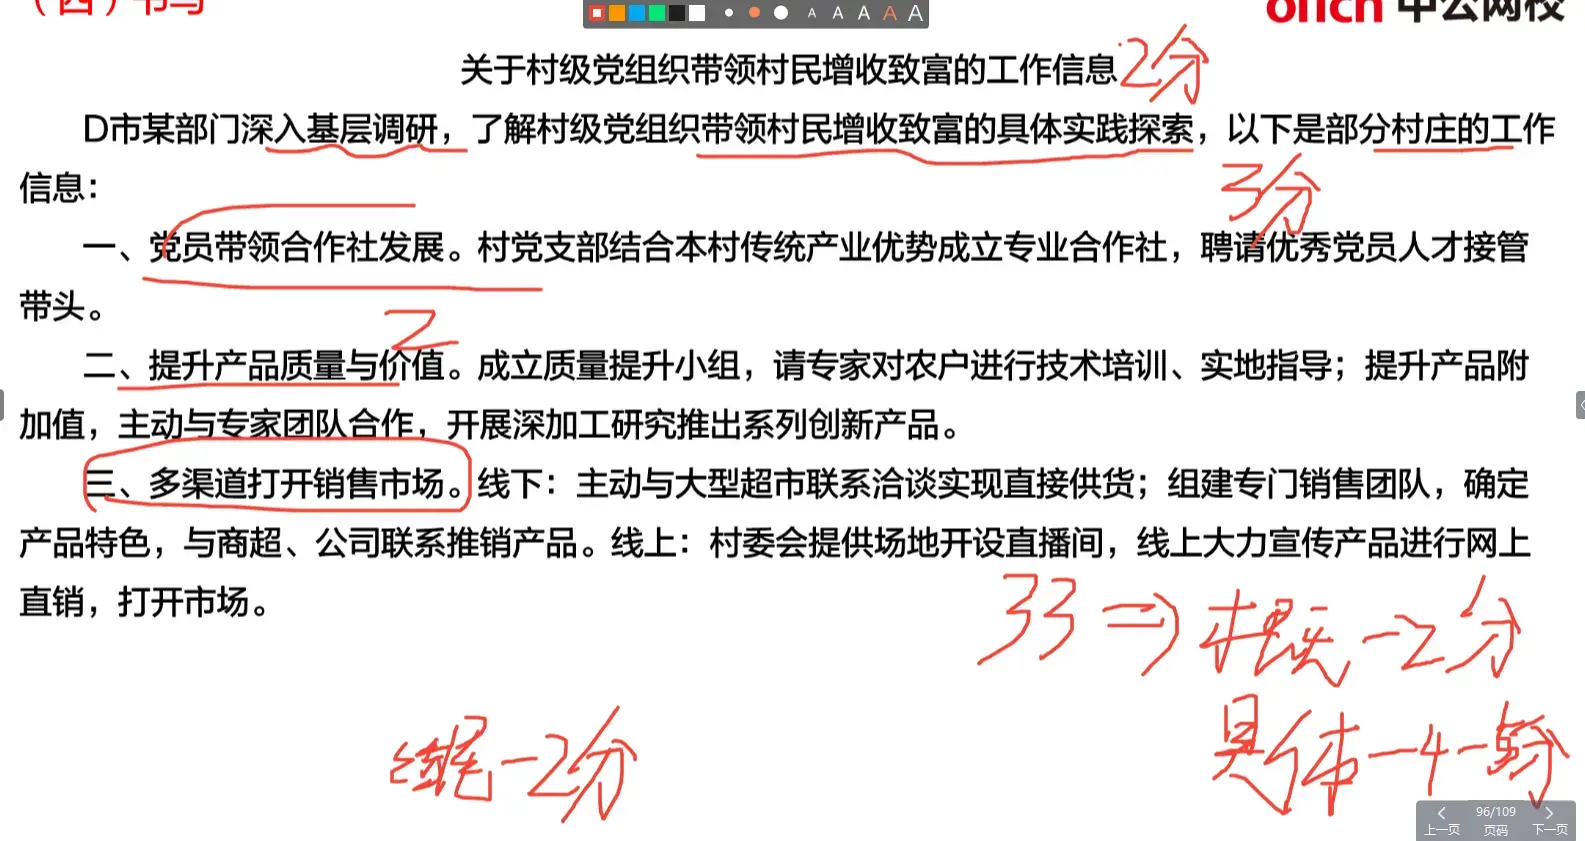 （四）书写
offcn 中公网校
A A A A A
关于村级党组织带领村民增收致富的工作信息 2分
D市某部门深入基层调研，了解村级党组织带领村民增收致富的具体实践探索，以下是部分村庄的工作
信息： 3分
一、党员带领合作社发展。村党支部结合本村传统产业优势成立专业合作社，聘请优秀党员人才接管
带头。
2
二、提升产品质量与价值。成立质量提升小组，请专家对农户进行技术培训、实地指导；提升产品附
加值，主动与专家团队合作，开展深加工研究推出系列创新产品。
三、多渠道打开销售市场。线下：主动与大型超市联系洽谈实现直接供货；组建专门销售团队，确定
产品特色，与商超、公司联系推销产品。线上：村委会提供场地开设直播间，线上大力宣传产品进行网上
直销，打开市场。
33 ⇒ 概 -2分
具体 -4-5分
-2分
96/109
上一页 页码 下一页